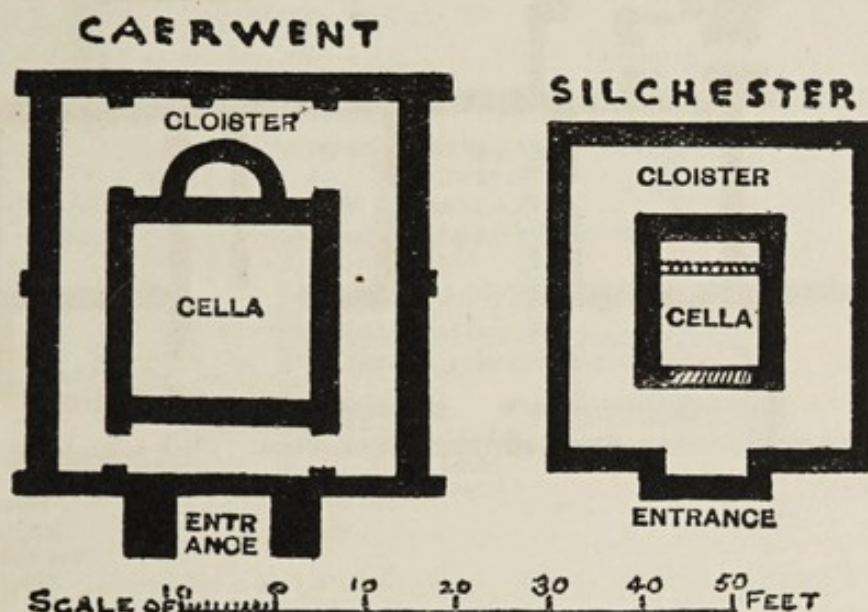 CAERWENT
CLOISTER
CELLA
ENTR
ANCE
SILCHESTER
CLOISTER
CELLA
ENTRANCE
SCALE OF 10 0 10 20 30 40 50 FEET